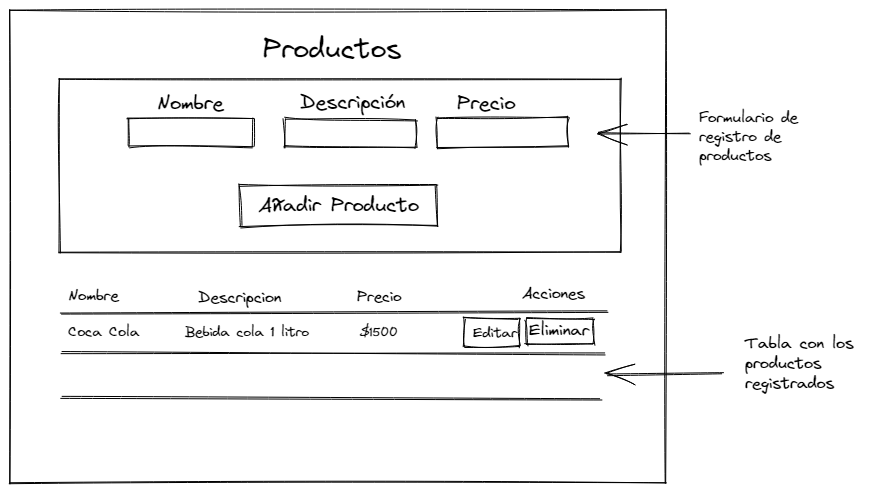 Productos
Nombre Descripción Precio
Añadir Producto
Formulario de
registro de
productos
Nombre Descripcion Precio Acciones
Coca Cola Bebida cola 1 litro $1500 Editar Eliminar
Tabla con los
productos
registrados